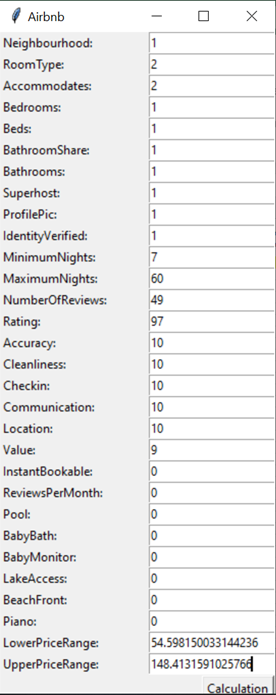 Airbnb
Neighbourhood: 1
RoomType: 2
Accommodates: 2
Bedrooms: 1
Beds: 1
BathroomShare: 1
Bathrooms: 1
Superhost: 1
ProfilePic: 1
IdentityVerified: 1
MinimumNights: 7
MaximumNights: 60
NumberOfReviews: 49
Rating: 97
Accuracy: 10
Cleanliness: 10
Checkin: 10
Communication: 10
Location: 10
Value: 9
InstantBookable: 0
ReviewsPerMonth: 0
Pool: 0
BabyBath: 0
BabyMonitor: 0
LakeAccess: 0
BeachFront: 0
Piano: 0
LowerPriceRange: 54.598150033144236
UpperPriceRange: 148.4131591025766
Calculation